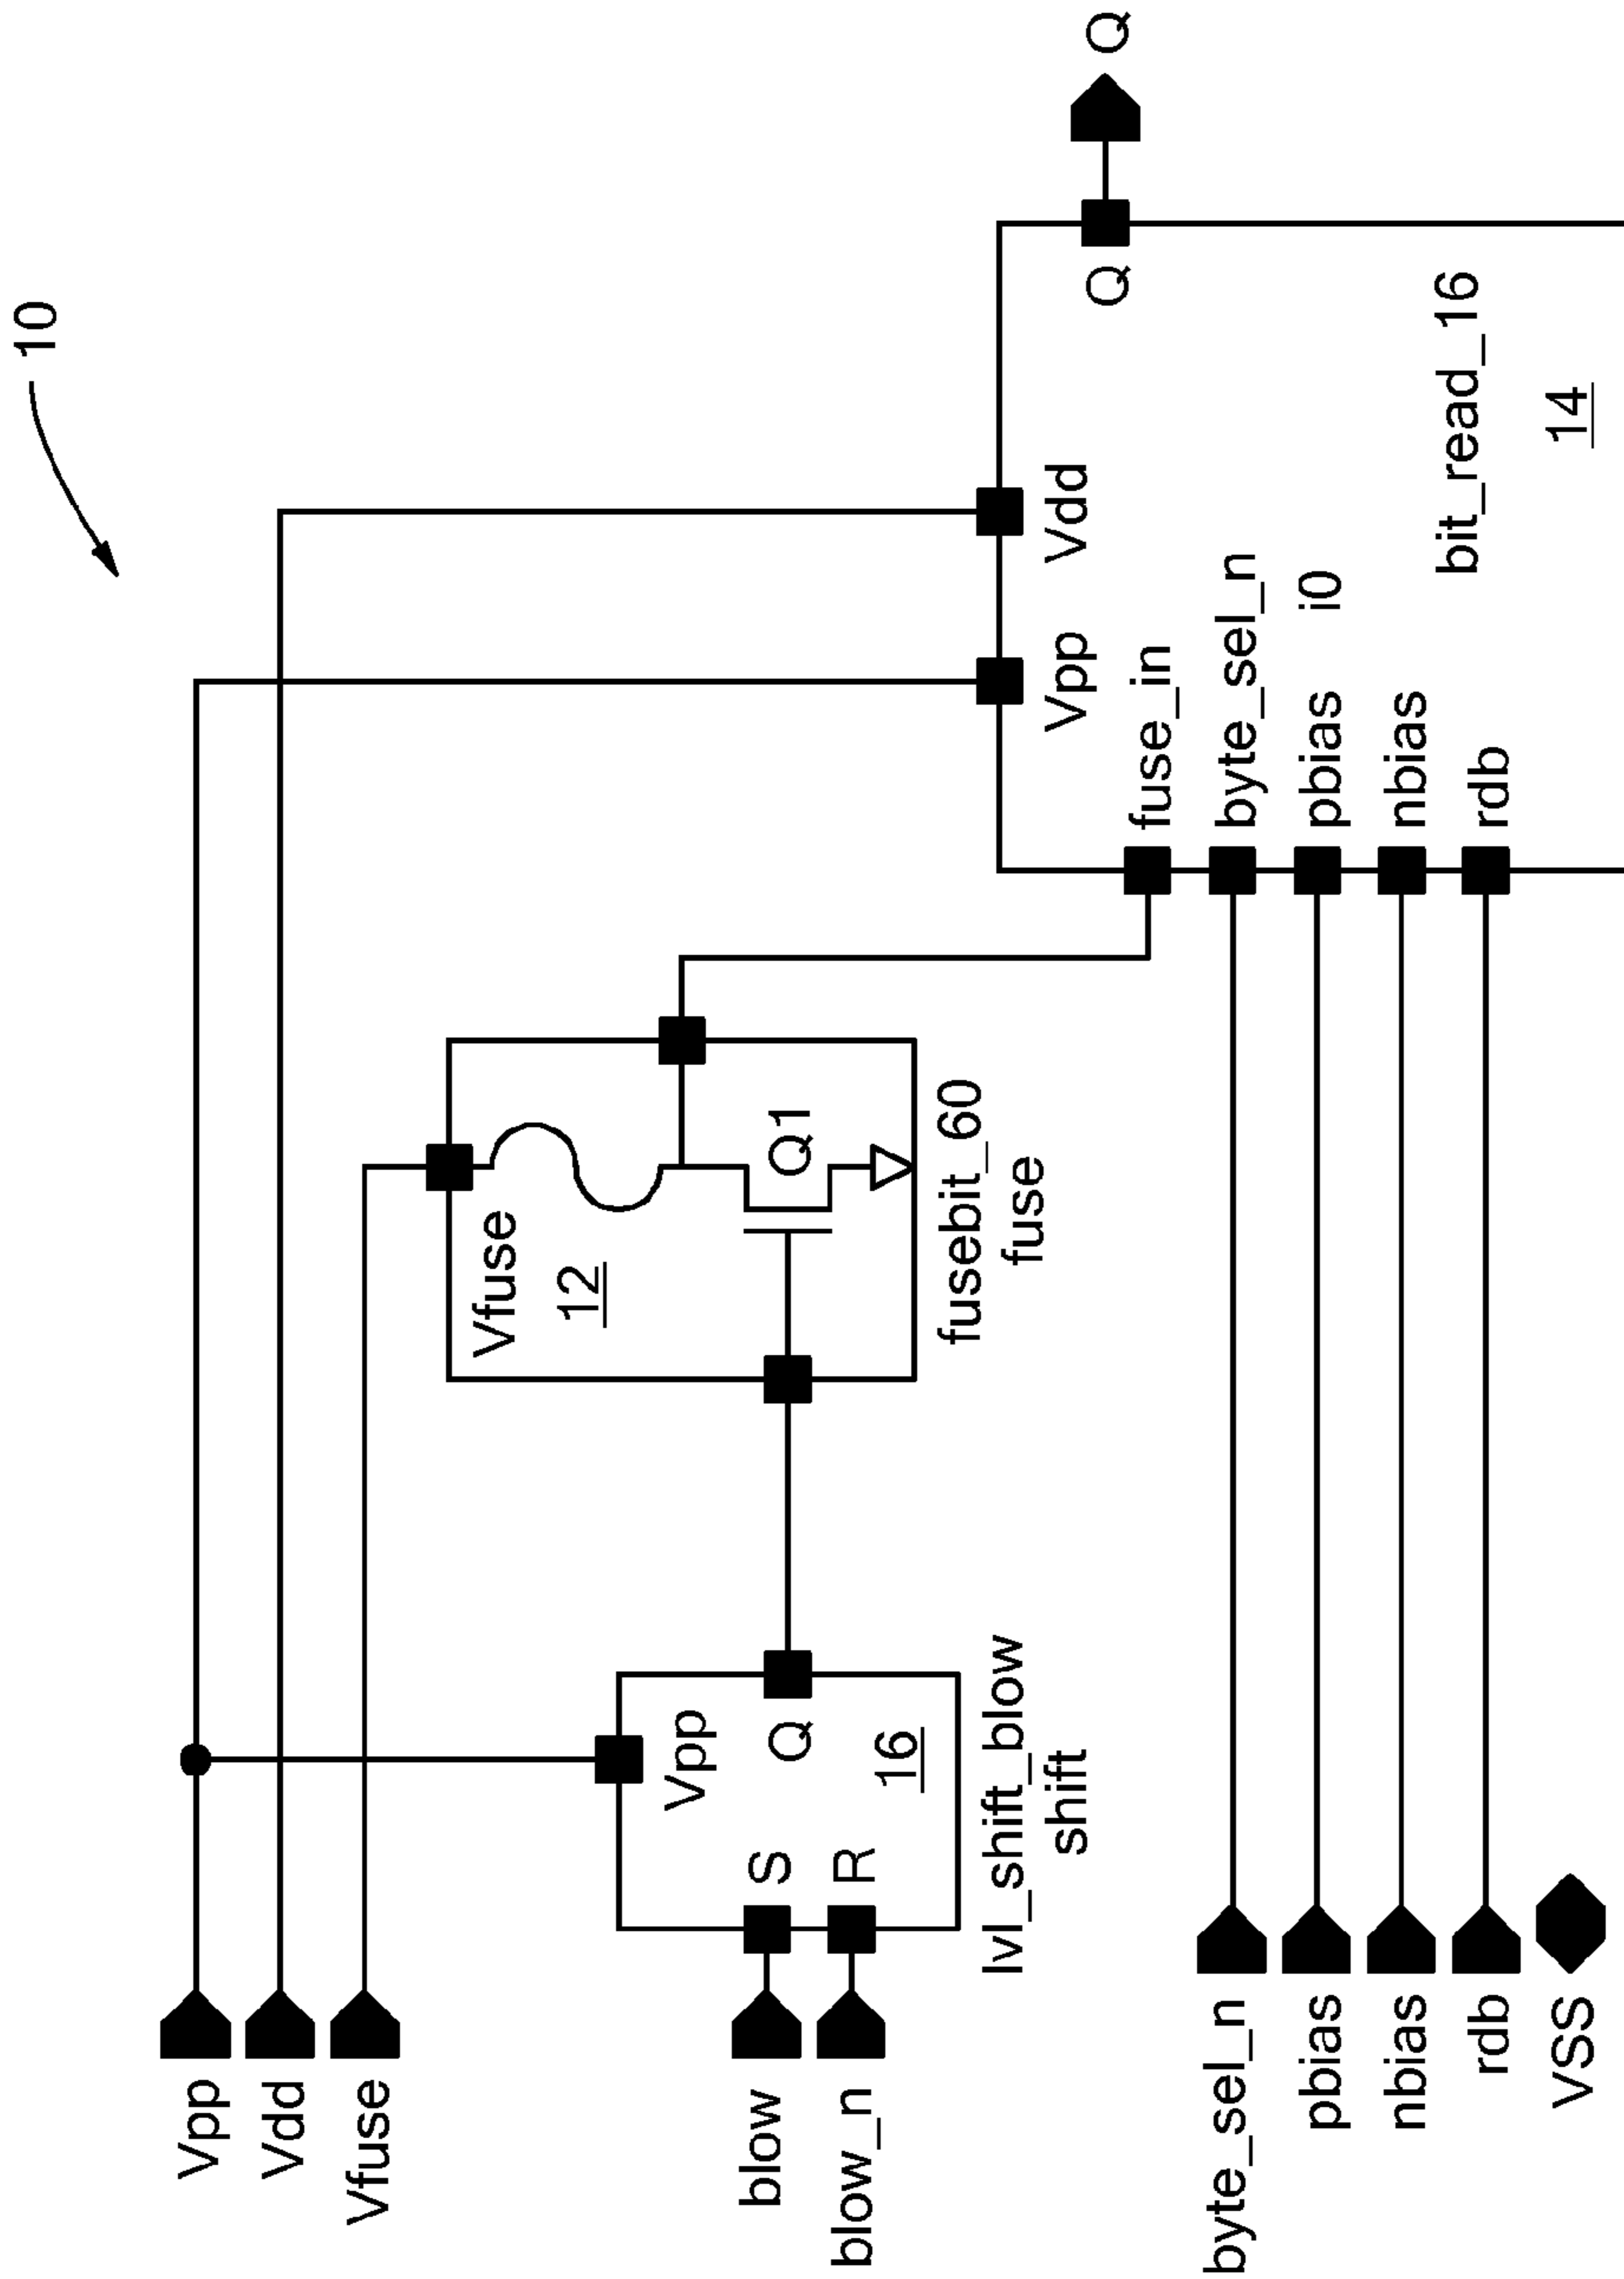 10
Vpp
Vdd
Vfuse
blow
blow_n
Vpp
S
R
Q
16
lvl_shift_blow
shift
Vfuse
12
Q1
fusebit_60
fuse
Vpp
Vdd
Q
Q
fuse_in
byte_sel_n
pbias
i0
nbias
rdb
bit_read_16
14
byte_sel_n
pbias
nbias
rdb
VSS